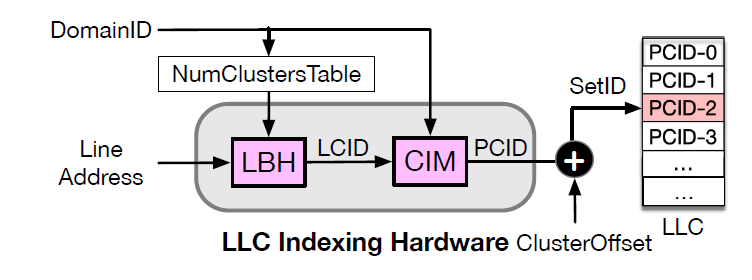 DomainID
NumClustersTable
Line
Address
LBH
LCID
CIM
PCID
+
SetID
PCID-0
PCID-1
PCID-2
PCID-3
...
...
LLC
LLC Indexing Hardware
ClusterOffset